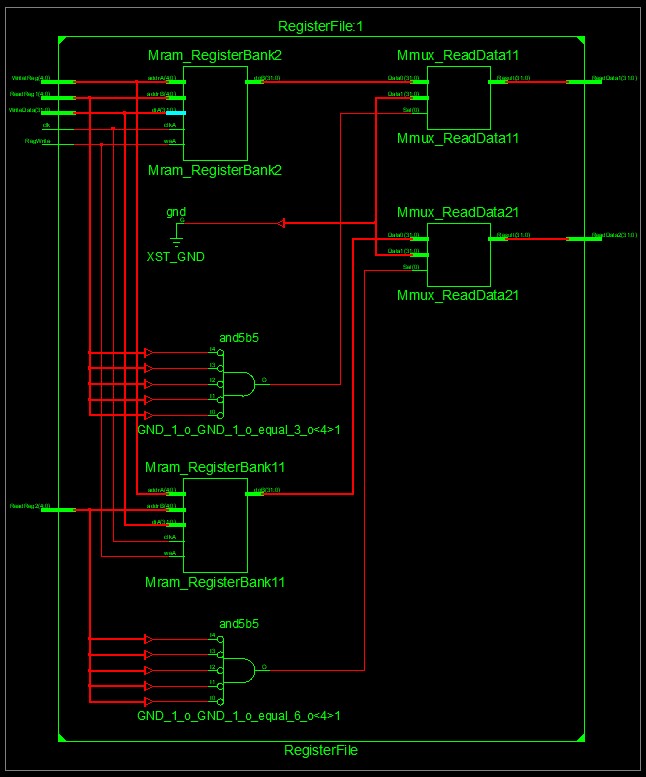 RegisterFile:1
Mram_RegisterBank2
Mmux_ReadData11
WriteReg(4:0)
addrA(4:0)
dpB(31:0)
Data0(31:0)
Result(31:0)
ReadData1(31:0)
ReadReg1(4:0)
addrB(4:0)
Data1(31:0)
WriteData(31:0)
dIA(31:0)
Sel(0)
clk
clkA
RegWrite
weA
Mmux_ReadData11
Mram_RegisterBank2
gnd
G
XST_GND
Mmux_ReadData21
Data0(31:0)
Result(31:0)
ReadData2(31:0)
Data1(31:0)
Sel(0)
Mmux_ReadData21
and5b5
I4
I3
I2
O
I1
I0
GND_1_o_GND_1_o_equal_3_o<4>1
Mram_RegisterBank11
addrA(4:0)
dpB(31:0)
ReadReg2(4:0)
addrB(4:0)
dIA(31:0)
clkA
weA
Mram_RegisterBank11
and5b5
I4
I3
I2
O
I1
I0
GND_1_o_GND_1_o_equal_6_o<4>1
RegisterFile